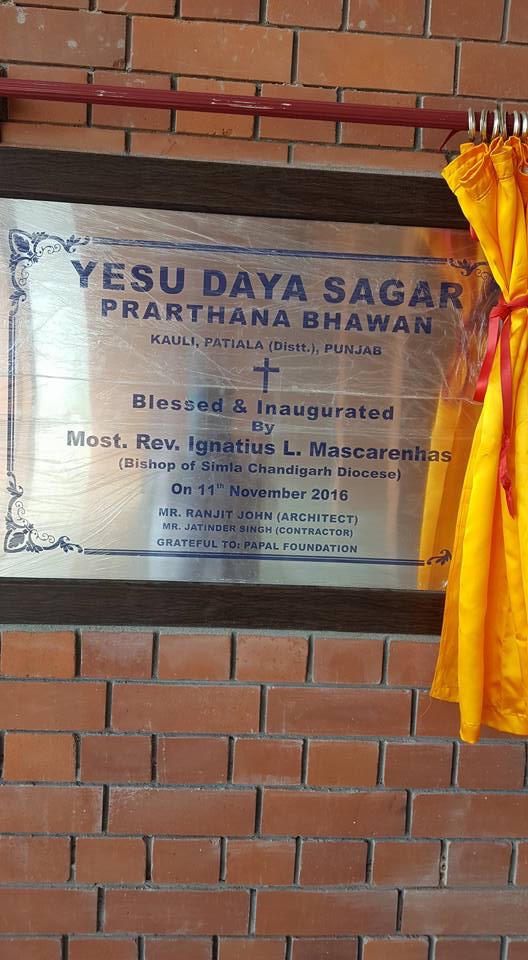 YESU DAYA SAGAR
PRARTHANA BHAWAN
KAULI, PATIALA (Distt.), PUNJAB
Blessed & Inaugurated
By
Most. Rev. Ignatius L. Mascarenhas
(Bishop of Simla Chandigarh Diocese)
On 11th November 2016
MR. RANJIT JOHN (ARCHITECT)
MR. JATINDER SINGH (CONTRACTOR)
GRATEFUL TO: PAPAL FOUNDATION